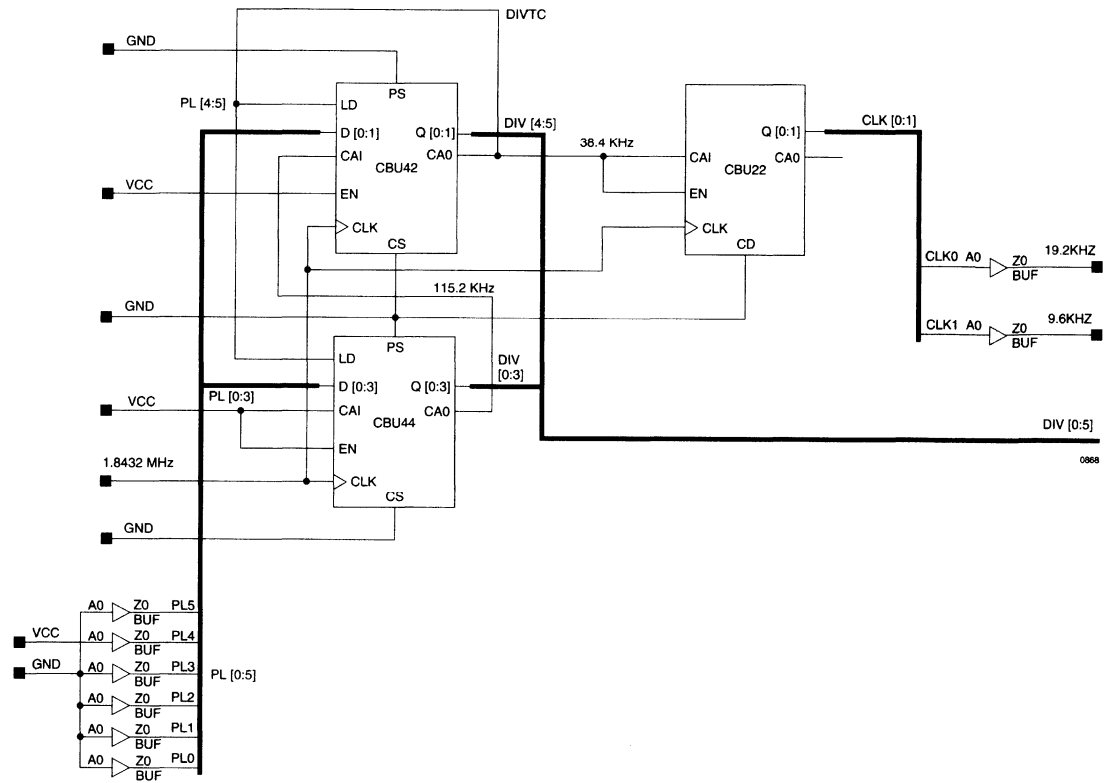 DIVTC
GND
PL [4:5]
PS
LD
D [0:1]
Q [0:1]
DIV [4:5]
CAI
CA0
CBU42
VCC
EN
CLK
CS
38.4 KHz
Q [0:1]
CLK [0:1]
CAI
CA0
CBU22
EN
CLK
CD
115.2 KHz
CLK0 A0
Z0
BUF
19.2KHZ
GND
CLK1 A0
Z0
BUF
9.6KHZ
PS
LD
DIV
[0:3]
D [0:3]
Q [0:3]
PL [0:3]
VCC
CAI
CA0
CBU44
EN
DIV [0:5]
0868
1.8432 MHz
CLK
CS
GND
A0 Z0 PL5
BUF
VCC
A0 Z0 PL4
BUF
GND
A0 Z0 PL3
BUF
PL [0:5]
A0 Z0 PL2
BUF
A0 Z0 PL1
BUF
A0 Z0 PL0
BUF